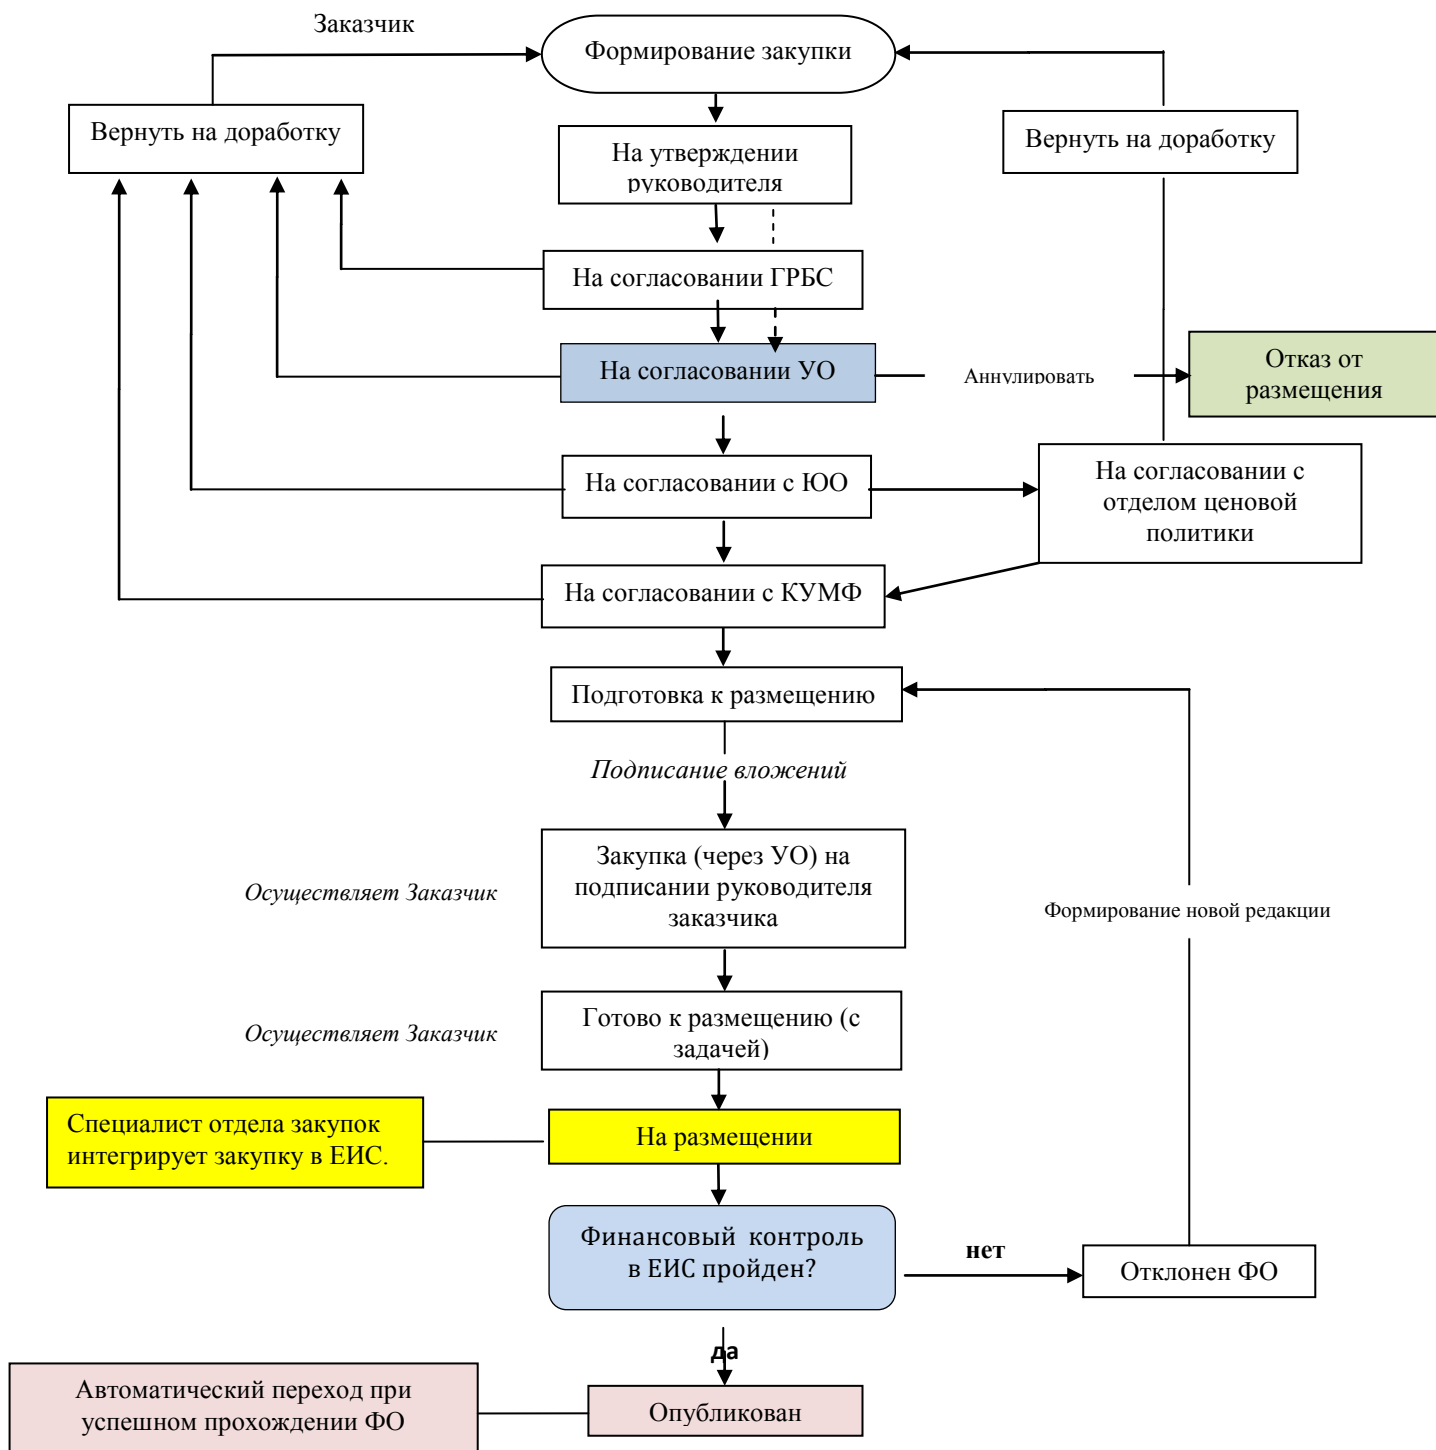 Заказчик
Формирование закупки
Вернуть на доработку
Вернуть на доработку
На утверждении
руководителя
На согласовании ГРБС
На согласовании УО
Аннулировать
Отказ от
размещения
На согласовании с ЮО
На согласовании с
отделом ценовой
политики
На согласовании с КУМФ
Подготовка к размещению
Подписание вложений
Закупка (через УО) на
подписании руководителя
заказчика
Осуществляет Заказчик
Формирование новой редакции
Готово к размещению (с
задачей)
Осуществляет Заказчик
Специалист отдела закупок
интегрирует закупку в ЕИС.
На размещении
Финансовый контроль
в ЕИС пройден?
нет
Отклонен ФО
да
Автоматический переход при
успешном прохождении ФО
Опубликован